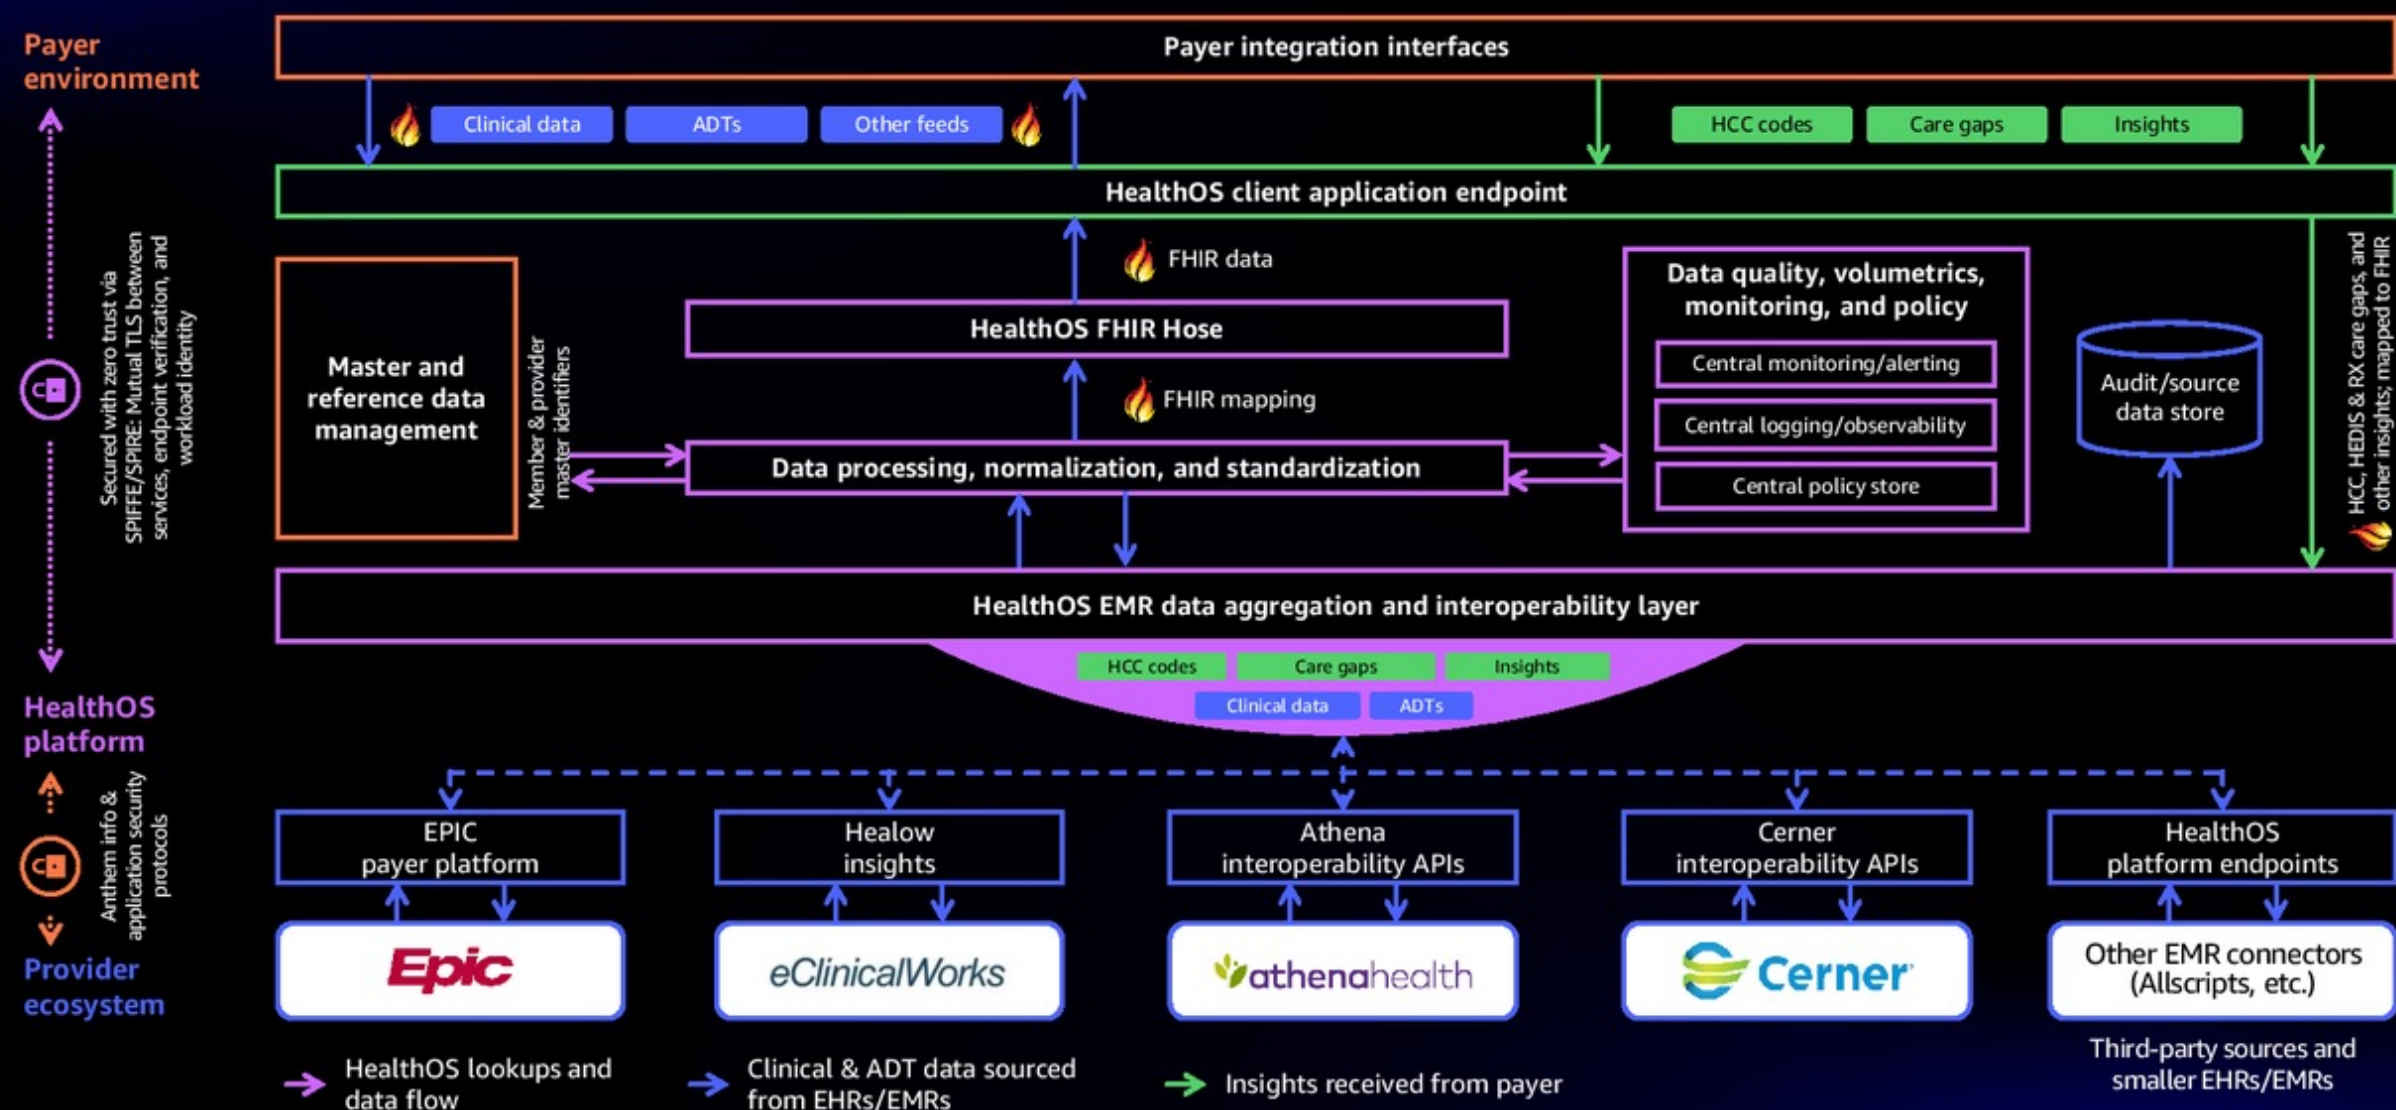 Payer
environment
Payer integration interfaces
Clinical data
ADTs
Other feeds
HCC codes
Care gaps
Insights
HealthOS client application endpoint
Secured with zero trust via
SPIFFE/SPIRE: Mutual TLS between
services, endpoint verification, and
workload identity
Master and
reference data
management
Member & provider
master identifiers
FHIR data
HealthOS FHIR Hose
FHIR mapping
Data processing, normalization, and standardization
Data quality, volumetrics,
monitoring, and policy
Central monitoring/alerting
Central logging/observability
Central policy store
Audit/source
data store
HCC, HEDIS & RX care gaps, and
other insights; mapped to FHIR
HealthOS EMR data aggregation and interoperability layer
HCC codes
Care gaps
Insights
Clinical data
ADTs
HealthOS
platform
Anthem info &
application security
protocols
EPIC
payer platform
Healow
insights
Athena
interoperability APIs
Cerner
interoperability APIs
HealthOS
platform endpoints
Provider
ecosystem
Epic
eClinicalWorks
athenahealth
Cerner
Other EMR connectors
(Allscripts, etc.)
Third-party sources and
smaller EHRs/EMRs
HealthOS lookups and
data flow
Clinical & ADT data sourced
from EHRs/EMRs
Insights received from payer